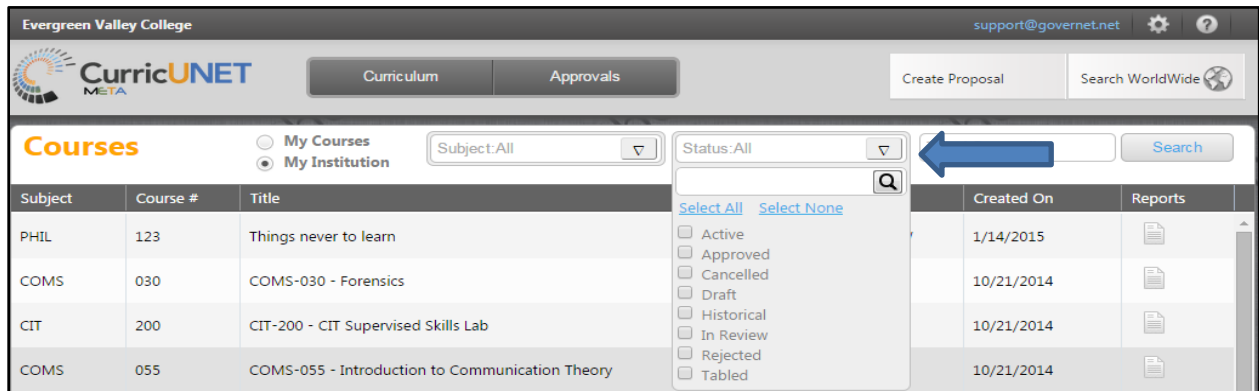 Evergreen Valley College support@governet.net
CurricUNET
META
Curriculum Approvals
Create Proposal Search WorldWide
Courses
My Courses
My Institution
Subject:All Status:All Search
Select All Select None
Active
Approved
Cancelled
Draft
Historical
In Review
Rejected
Tabled
Subject Course # Title Created On Reports
PHIL 123 Things never to learn 1/14/2015
COMS 030 COMS-030 - Forensics 10/21/2014
CIT 200 CIT-200 - CIT Supervised Skills Lab 10/21/2014
COMS 055 COMS-055 - Introduction to Communication Theory 10/21/2014